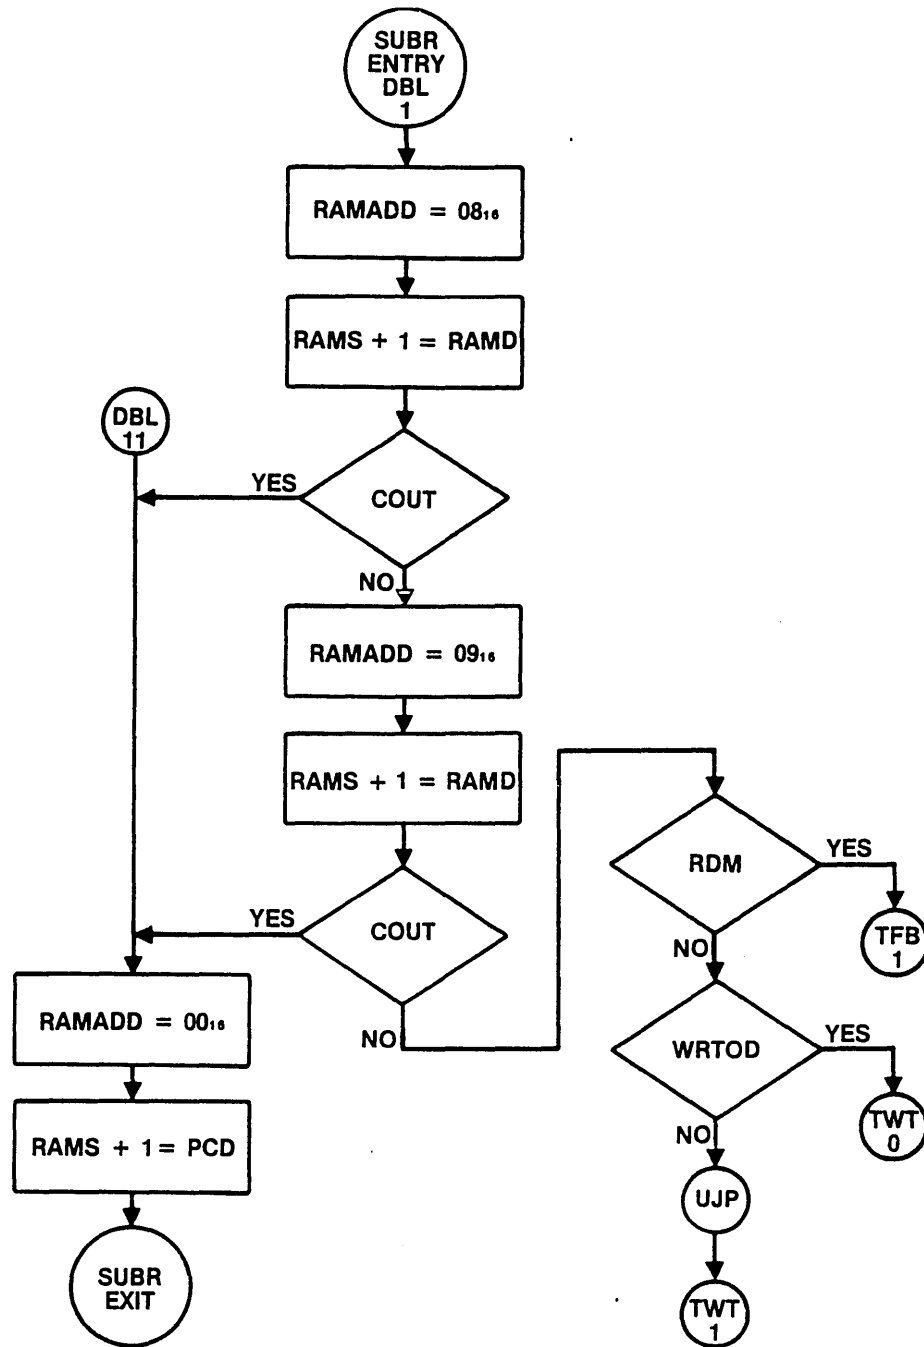 SUBR
ENTRY
DBL
1
RAMADD = 08₁₆
RAMS + 1 = RAMD
DBL
11
YES
COUT
NO
RAMADD = 09₁₆
RAMS + 1 = RAMD
YES
COUT
NO
RAMADD = 00₁₆
RAMS + 1 = PCD
SUBR
EXIT
RDM
YES
TFB
1
NO
WRTOD
YES
TWT
0
NO
UJP
TWT
1